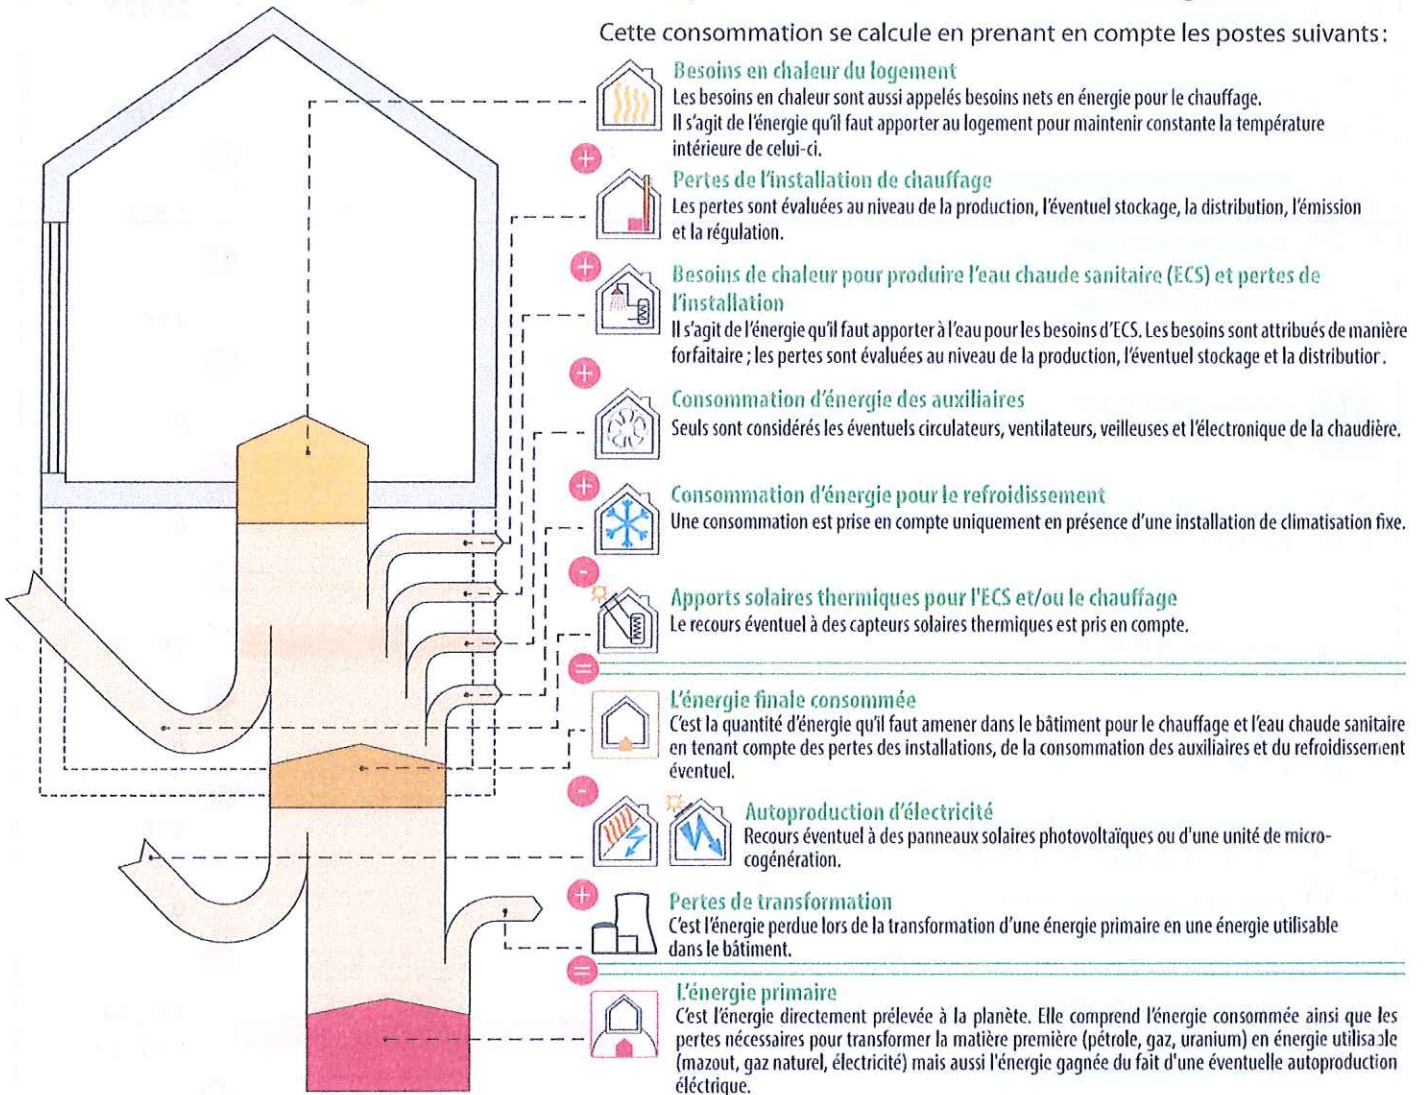 Cette consommation se calcule en prenant en compte les postes suivants:
Besoins en chaleur du logement
Les besoins en chaleur sont aussi appelés besoins nets en énergie pour le chauffage.
Il s'agit de l'énergie qu'il faut apporter au logement pour maintenir constante la température
intérieure de celui-ci.
+
Pertes de l'installation de chauffage
Les pertes sont évaluées au niveau de la production, l'éventuel stockage, la distribution, l'émission
et la régulation.
+
Besoins de chaleur pour produire l'eau chaude sanitaire (ECS) et pertes de
l'installation
Il s'agit de l'énergie qu'il faut apporter à l'eau pour les besoins d'ECS. Les besoins sont attribués de manière
forfaitaire ; les pertes sont évaluées au niveau de la production, l'éventuel stockage et la distribution.
+
Consommation d'énergie des auxiliaires
Seuls sont considérés les éventuels circulateurs, ventilateurs, veilleuses et l'électronique de la chaudière.
+
Consommation d'énergie pour le refroidissement
Une consommation est prise en compte uniquement en présence d'une installation de climatisation fixe.
-
Apports solaires thermiques pour l'ECS et/ou le chauffage
Le recours éventuel à des capteurs solaires thermiques est pris en compte.
=
L'énergie finale consommée
C'est la quantité d'énergie qu'il faut amener dans le bâtiment pour le chauffage et l'eau chaude sanitaire
en tenant compte des pertes des installations, de la consommation des auxiliaires et du refroidissement
éventuel.
-
Autoproduction d'électricité
Recours éventuel à des panneaux solaires photovoltaïques ou d'une unité de micro-
cogénération.
+
Pertes de transformation
C'est l'énergie perdue lors de la transformation d'une énergie primaire en une énergie utilisable
dans le bâtiment.
=
L'énergie primaire
C'est l'énergie directement prélevée à la planète. Elle comprend l'énergie consommée ainsi que les
pertes nécessaires pour transformer la matière première (pétrole, gaz, uranium) en énergie utilisable
(mazout, gaz naturel, électricité) mais aussi l'énergie gagnée du fait d'une éventuelle autoproduction
éléctrique.